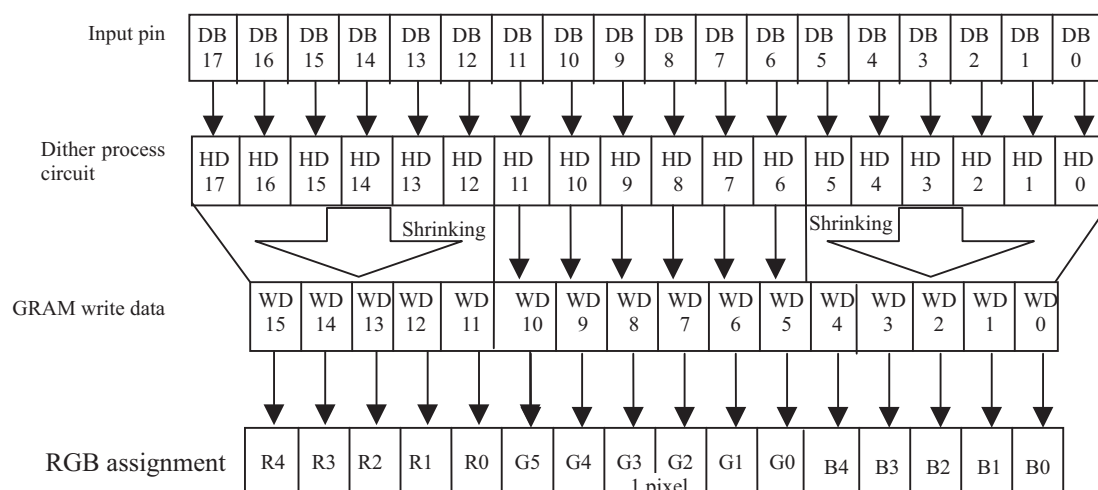 Input pin DB 17 DB 16 DB 15 DB 14 DB 13 DB 12 DB 11 DB 10 DB 9 DB 8 DB 7 DB 6 DB 5 DB 4 DB 3 DB 2 DB 1 DB 0
Dither process circuit HD 17 HD 16 HD 15 HD 14 HD 13 HD 12 HD 11 HD 10 HD 9 HD 8 HD 7 HD 6 HD 5 HD 4 HD 3 HD 2 HD 1 HD 0
Shrinking Shrinking
GRAM write data WD 15 WD 14 WD 13 WD 12 WD 11 WD 10 WD 9 WD 8 WD 7 WD 6 WD 5 WD 4 WD 3 WD 2 WD 1 WD 0
RGB assignment R4 R3 R2 R1 R0 G5 G4 G3 G2 G1 G0 B4 B3 B2 B1 B0
1 pixel